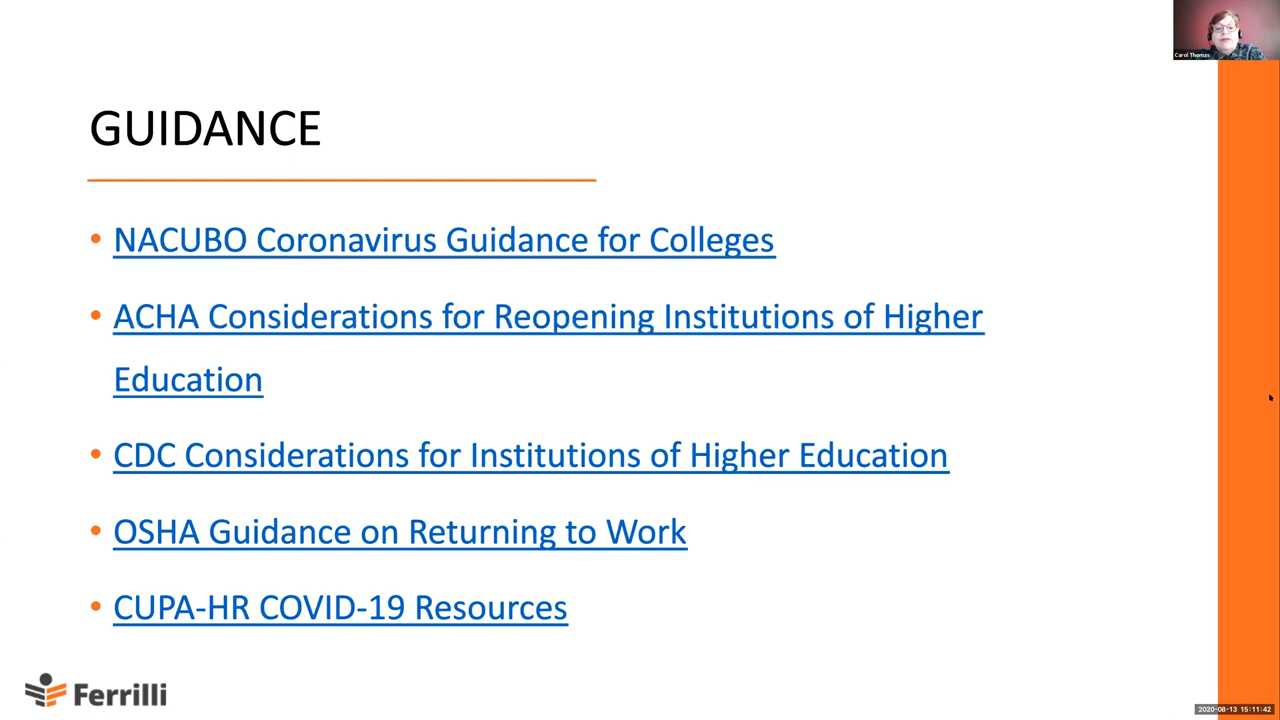 Carol Thomas
GUIDANCE
• NACUBO Coronavirus Guidance for Colleges
• ACHA Considerations for Reopening Institutions of Higher
Education
• CDC Considerations for Institutions of Higher Education
• OSHA Guidance on Returning to Work
• CUPA-HR COVID-19 Resources
Ferrilli
2020-08-13 15:11:42